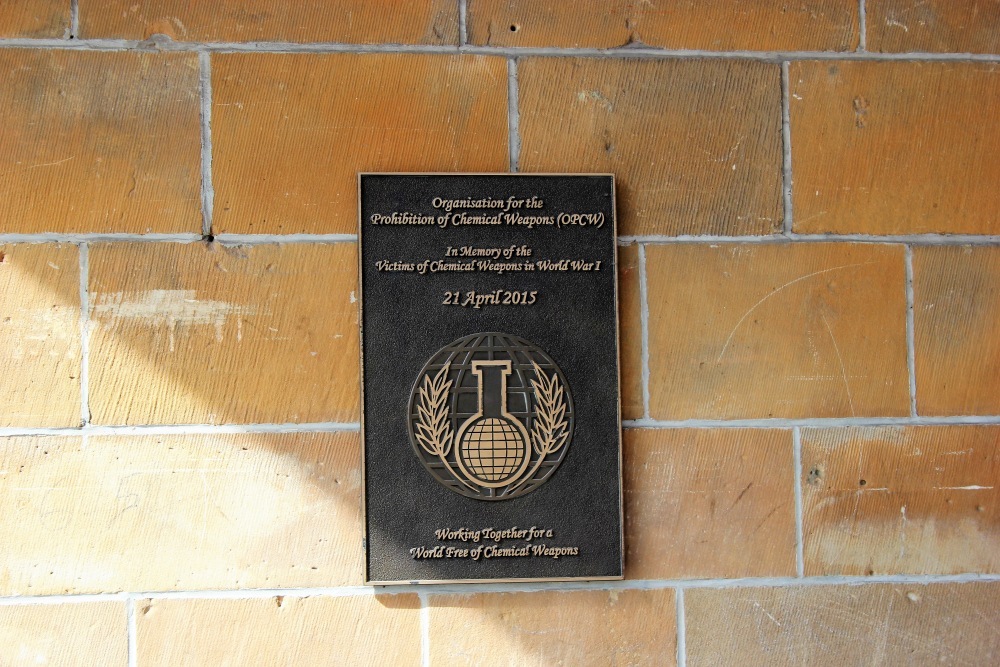 Organisation for the
Prohibition of Chemical Weapons (OPCW)
In Memory of the
Victims of Chemical Weapons in World War I
21 April 2015
Working Together for a
World Free of Chemical Weapons